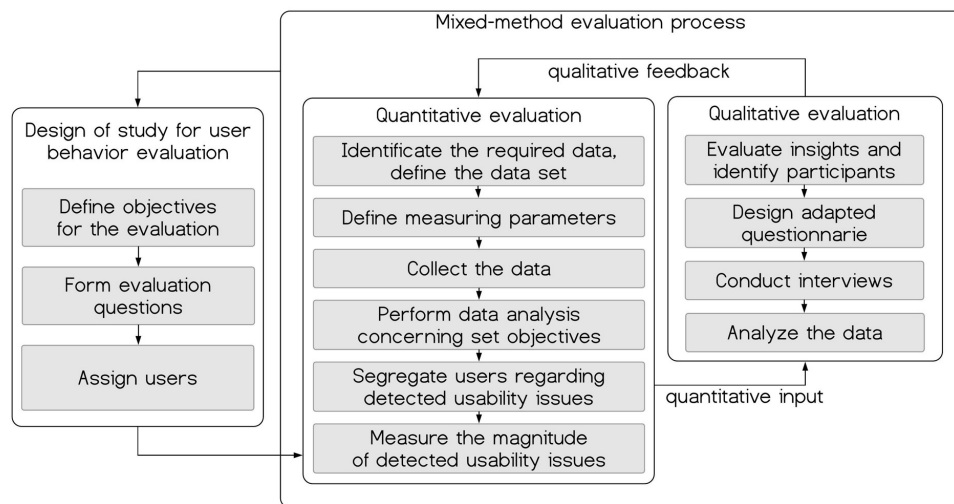 Mixed-method evaluation process
Design of study for user
behavior evaluation
Define objectives
for the evaluation
Form evaluation
questions
Assign users
qualitative feedback
Quantitative evaluation
Identificate the required data,
define the data set
Define measuring parameters
Collect the data
Perform data analysis
concerning set objectives
Segregate users regarding
detected usability issues
Measure the magnitude
of detected usability issues
Qualitative evaluation
Evaluate insights and
identify participants
Design adapted
questionnarie
Conduct interviews
Analyze the data
quantitative input